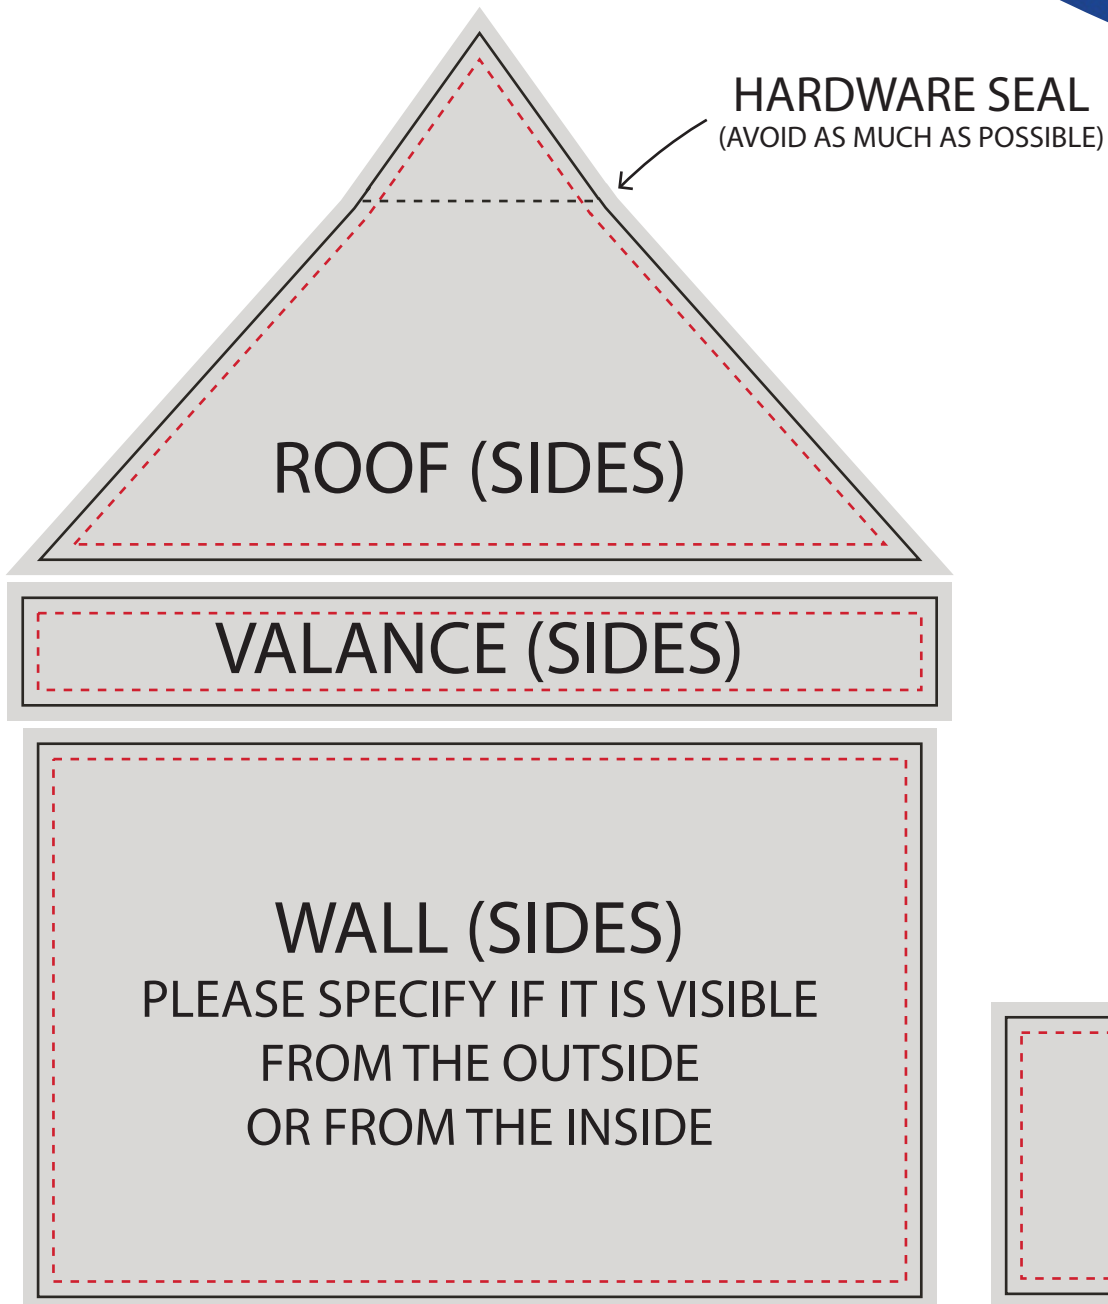 HARDWARE SEAL
(AVOID AS MUCH AS POSSIBLE)
ROOF (SIDES)
VALANCE (SIDES)
WALL (SIDES)
PLEASE SPECIFY IF IT IS VISIBLE
FROM THE OUTSIDE
OR FROM THE INSIDE